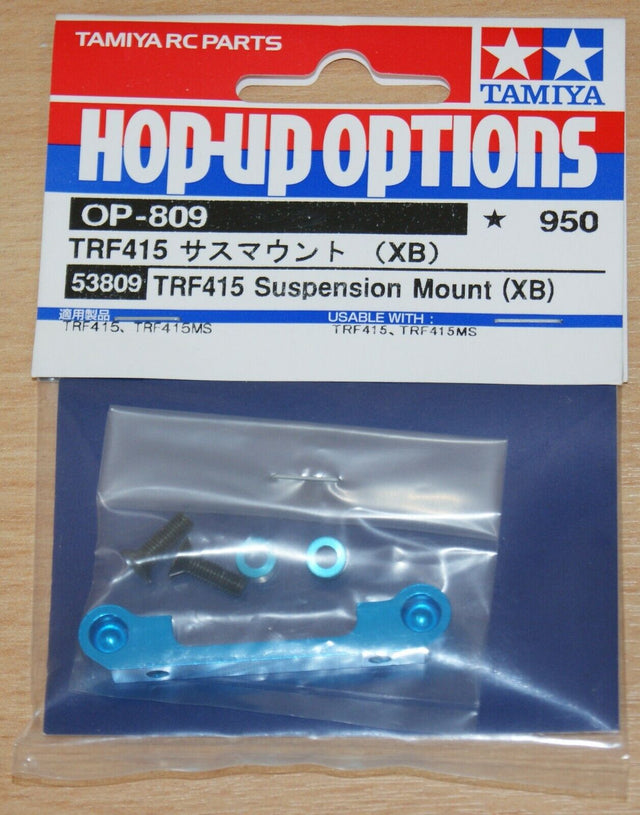 TAMIYA RC PARTS
TAMIYA
HOP-UP OPTIONS
OP-809 ★ 950
TRF415 サスマウント (XB)
53809 TRF415 Suspension Mount (XB)
適用製品 USABLE WITH :
TRF415、TRF415MS TRF415、TRF415MS